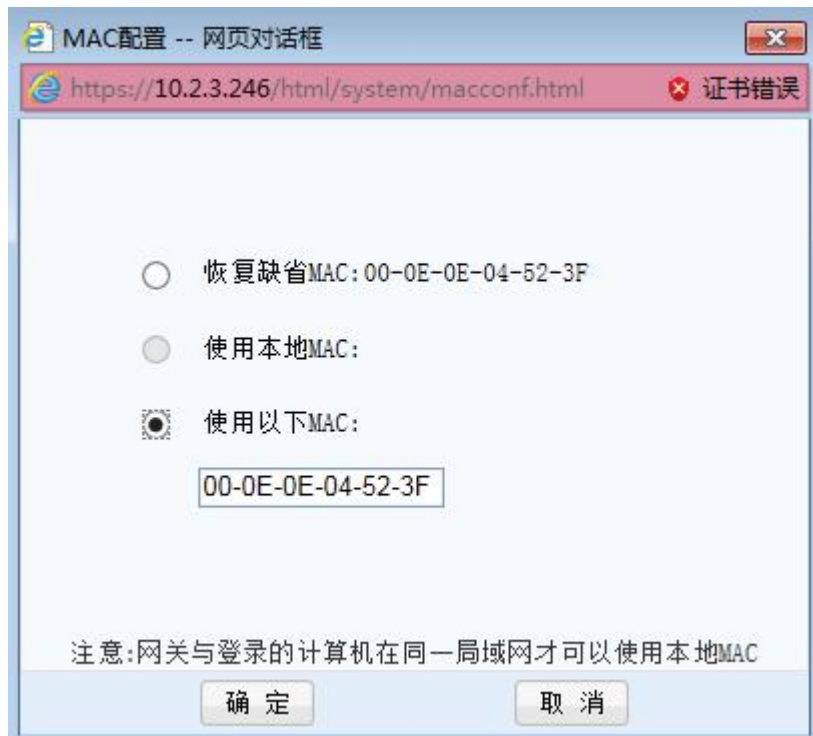 MAC配置 -- 网页对话框
https://10.2.3.246/html/system/macconf.html 证书错误
恢复缺省MAC:00-0E-0E-04-52-3F
使用本地MAC:
使用以下MAC:
00-0E-0E-04-52-3F
注意:网关与登录的计算机在同一局域网才可以使用本地MAC
确 定 取 消